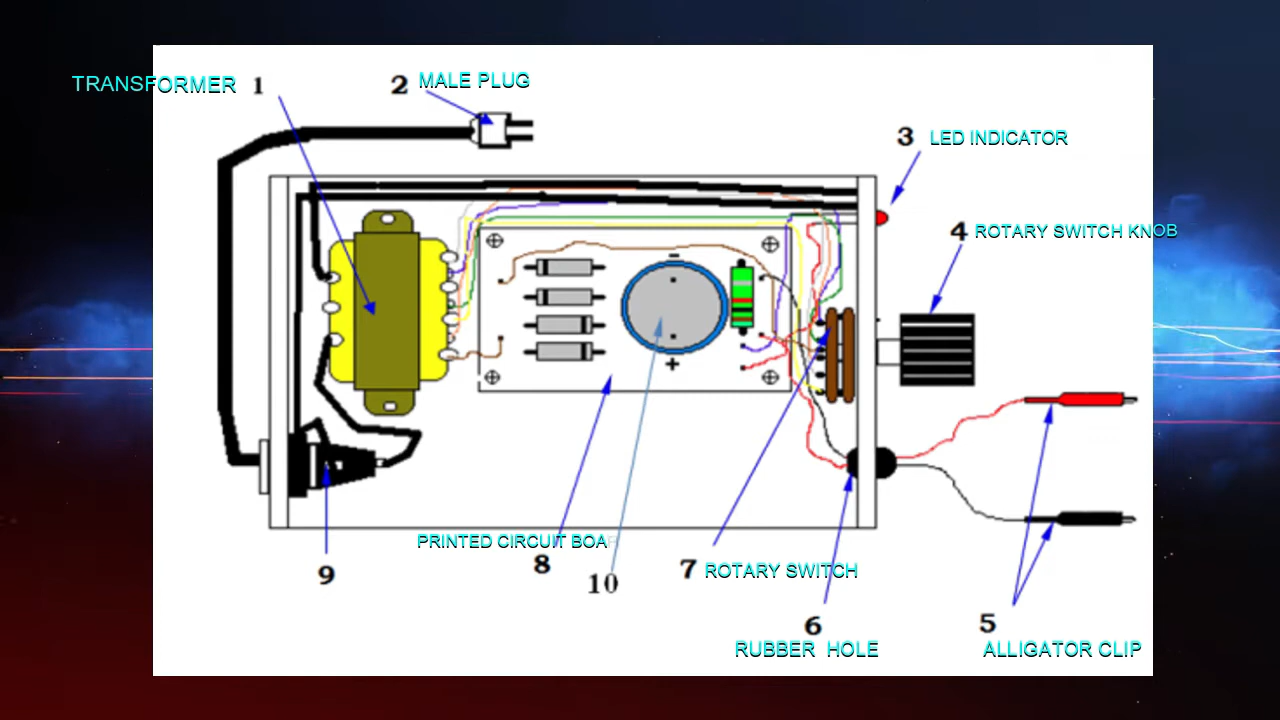 TRANSFORMER 1
2 MALE PLUG
3 LED INDICATOR
4 ROTARY SWITCH KNOB
PRINTED CIRCUIT BOA
8
9
10
7 ROTARY SWITCH
6
RUBBER HOLE
5
ALLIGATOR CLIP